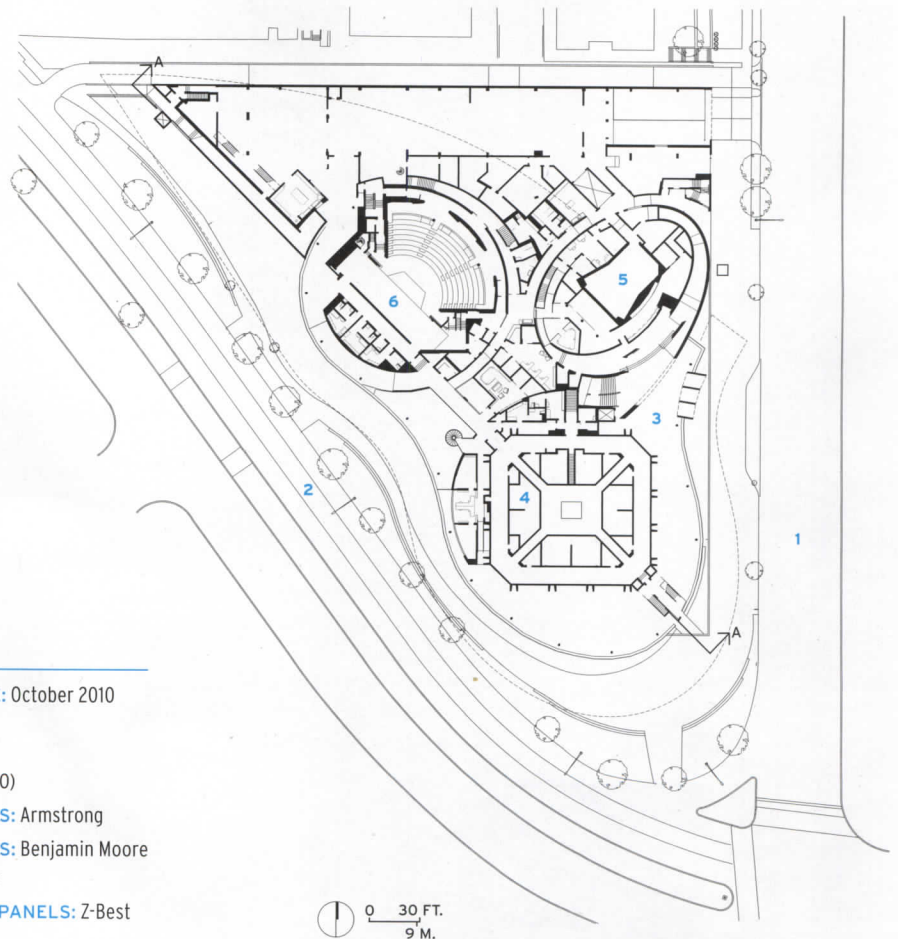 A
5
6
3
2
4
1
A
: October 2010
0)
S: Armstrong
S: Benjamin Moore
PANELS: Z-Best
0 30 FT.
9 M.